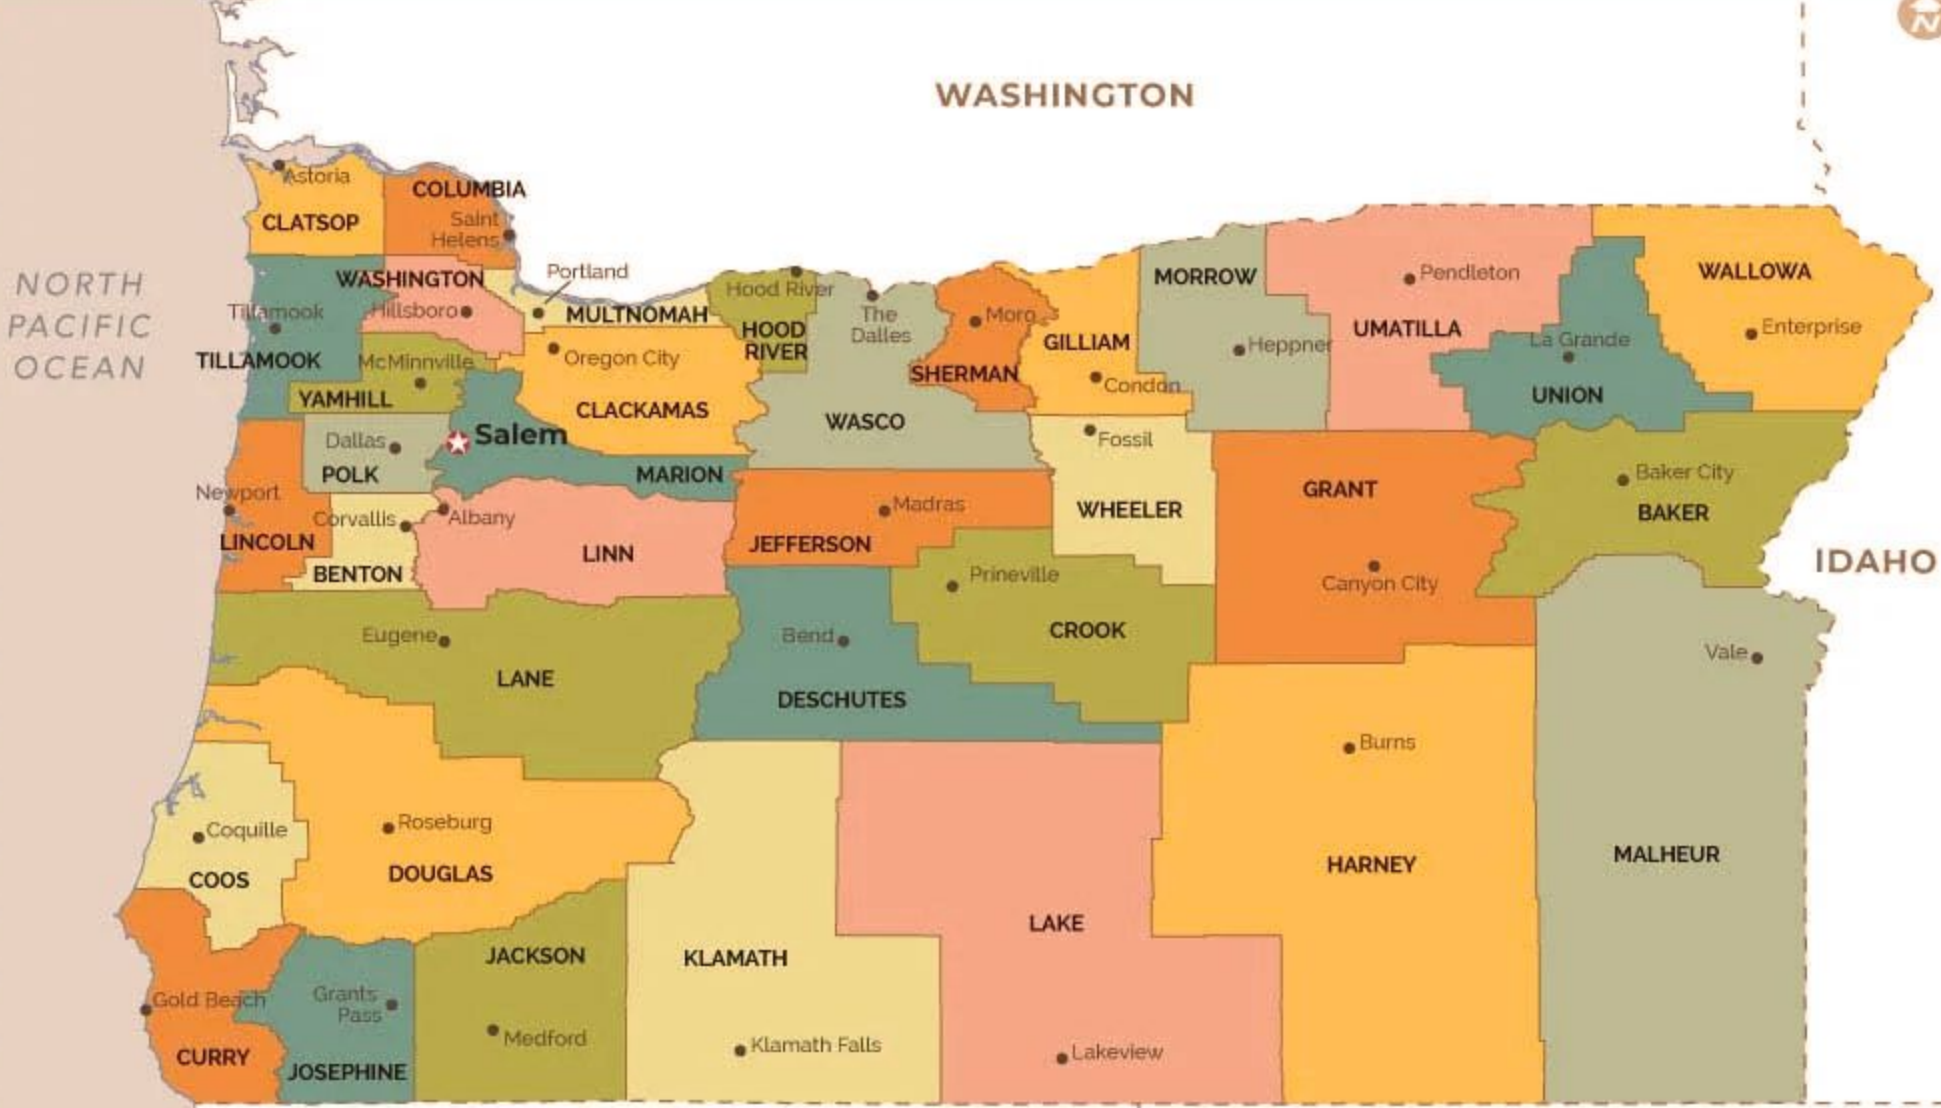 N
WASHINGTON
Astoria
COLUMBIA
CLATSOP
Saint
Helens
NORTH
PACIFIC
OCEAN
WASHINGTON
Portland
Hood River
MORROW
Pendleton
WALLOWA
Tillamook
Hillsboro
MULTNOMAH
The
Dalles
Moro
HOOD
RIVER
GILLIAM
Heppner
UMATILLA
La Grande
Enterprise
TILLAMOOK
McMinnville
Oregon City
SHERMAN
Condon
YAMHILL
CLACKAMAS
WASCO
UNION
Dallas
Salem
Fossil
POLK
MARION
Baker City
Newport
Corvallis
Albany
Madras
WHEELER
GRANT
BAKER
LINCOLN
BENTON
LINN
JEFFERSON
Prineville
Canyon City
IDAHO
Eugene
Bend
CROOK
Vale
LANE
DESCHUTES
Burns
Coquille
Roseburg
COOS
DOUGLAS
HARNEY
MALHEUR
LAKE
JACKSON
KLAMATH
Gold Beach
Grants
Pass
Medford
Klamath Falls
Lakeview
CURRY
JOSEPHINE